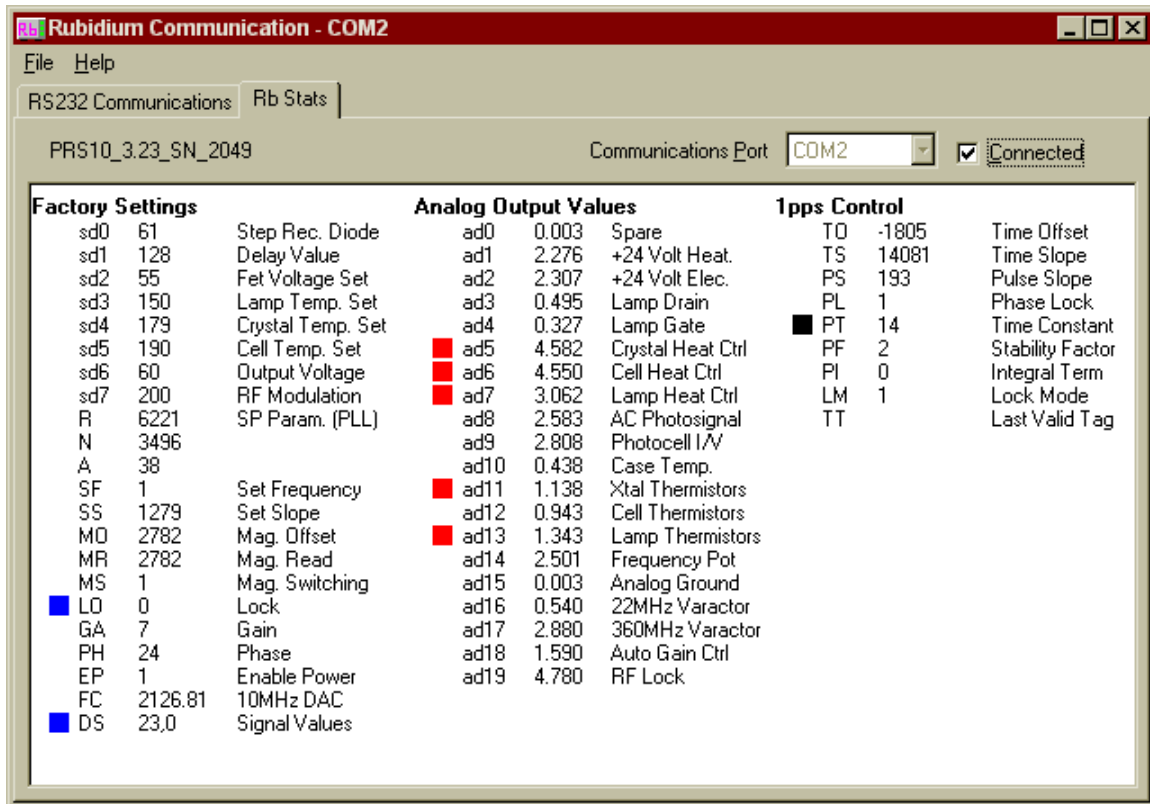 Rb Rubidium Communication - COM2
File Help
RS232 Communications Rb Stats
PRS10_3.23_SN_2049 Communications Port COM2 Connected
Factory Settings Analog Output Values 1pps Control
sd0 61 Step Rec. Diode ad0 0.003 Spare TO -1805 Time Offset
sd1 128 Delay Value ad1 2.276 +24 Volt Heat. TS 14081 Time Slope
sd2 55 Fet Voltage Set ad2 2.307 +24 Volt Elec. PS 193 Pulse Slope
sd3 150 Lamp Temp. Set ad3 0.495 Lamp Drain PL 1 Phase Lock
sd4 179 Crystal Temp. Set ad4 0.327 Lamp Gate PT 14 Time Constant
sd5 190 Cell Temp. Set ad5 4.582 Crystal Heat Ctrl PF 2 Stability Factor
sd6 60 Output Voltage ad6 4.550 Cell Heat Ctrl PI 0 Integral Term
sd7 200 RF Modulation ad7 3.062 Lamp Heat Ctrl LM 1 Lock Mode
R 6221 SP Param. (PLL) ad8 2.583 AC Photosignal TT Last Valid Tag
N 3496 ad9 2.808 Photocell I/V
A 38 ad10 0.438 Case Temp.
SF 1 Set Frequency ad11 1.138 Xtal Thermistors
SS 1279 Set Slope ad12 0.943 Cell Thermistors
MO 2782 Mag. Offset ad13 1.343 Lamp Thermistors
MR 2782 Mag. Read ad14 2.501 Frequency Pot
MS 1 Mag. Switching ad15 0.003 Analog Ground
LO 0 Lock ad16 0.540 22MHz Varactor
GA 7 Gain ad17 2.880 360MHz Varactor
PH 24 Phase ad18 1.590 Auto Gain Ctrl
EP 1 Enable Power ad19 4.780 RF Lock
FC 2126.81 10MHz DAC
DS 23,0 Signal Values